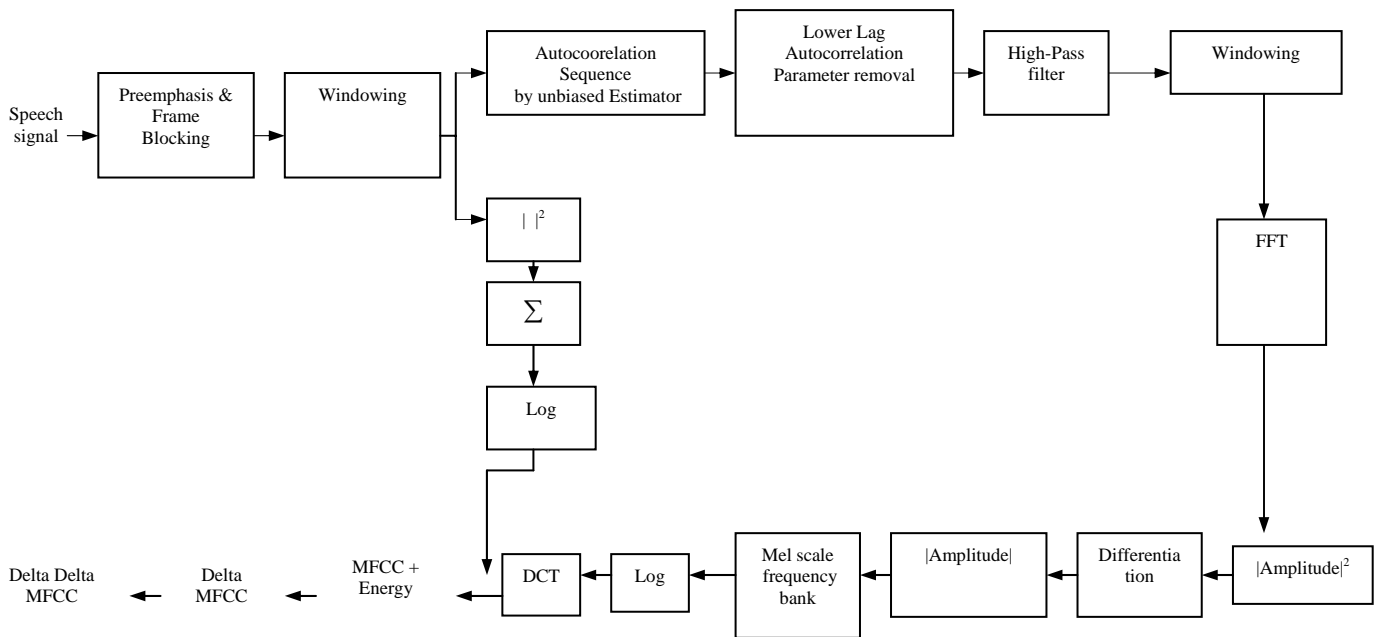 Speech
signal
Preemphasis &
Frame
Blocking
Windowing
Autocoorelation
Sequence
by unbiased Estimator
Lower Lag
Autocorrelation
Parameter removal
High-Pass
filter
Windowing
| |²
∑
Log
FFT
|Amplitude|²
Differentia
tion
|Amplitude|
Mel scale
frequency
bank
Log
DCT
MFCC +
Energy
Delta
MFCC
Delta Delta
MFCC